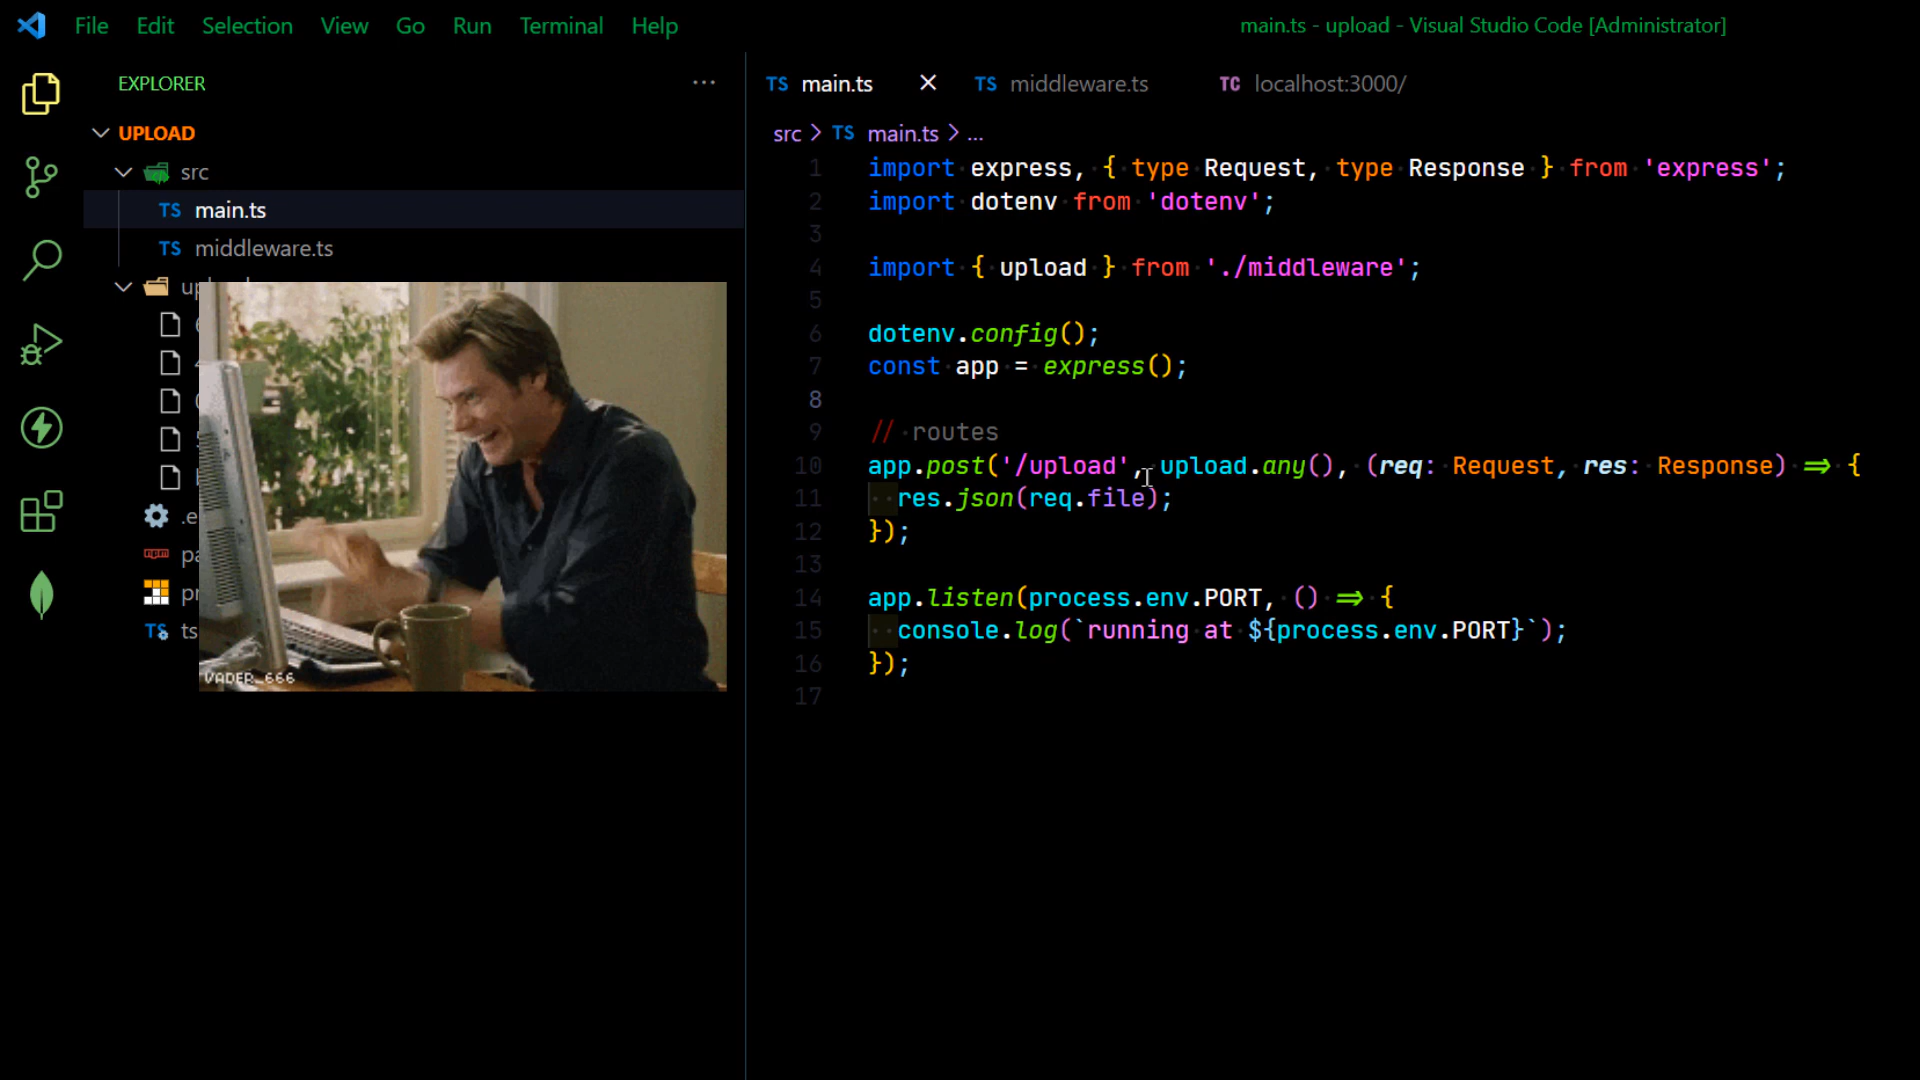 File Edit Selection View Go Run Terminal Help
main.ts - upload - Visual Studio Code [Administrator]
EXPLORER
UPLOAD
src
TS main.ts
TS middleware.ts
TS main.ts
TS middleware.ts
TC localhost:3000/
src > TS main.ts > ...
1 import express, { type Request, type Response } from 'express';
2 import dotenv from 'dotenv';
3
4 import { upload } from './middleware';
5
6 dotenv.config();
7 const app = express();
8
9 // routes
10 app.post('/upload', upload.any(), (req: Request, res: Response) => {
11 res.json(req.file);
12 });
13
14 app.listen(process.env.PORT, () => {
15 console.log(`running at ${process.env.PORT}`);
16 });
17
VADER_666